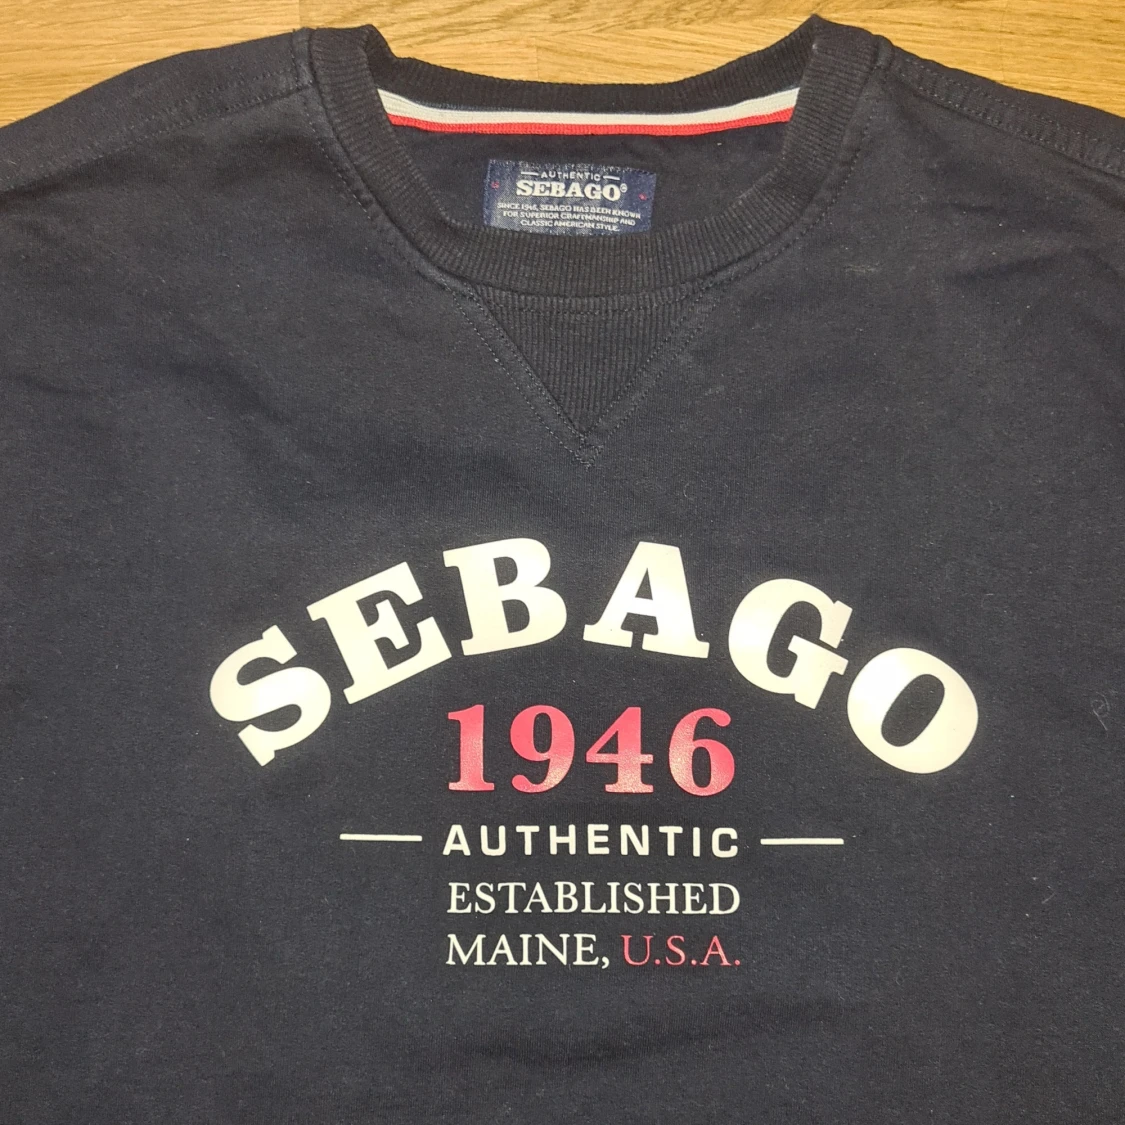 AUTHENTIC
SEBAGO®
SINCE 1946, SEBAGO HAS BEEN KNOWN
FOR SUPERIOR CRAFTMANSHIP AND
CLASSIC AMERICAN STYLE.
SEBAGO
1946
AUTHENTIC
ESTABLISHED
MAINE, U.S.A.